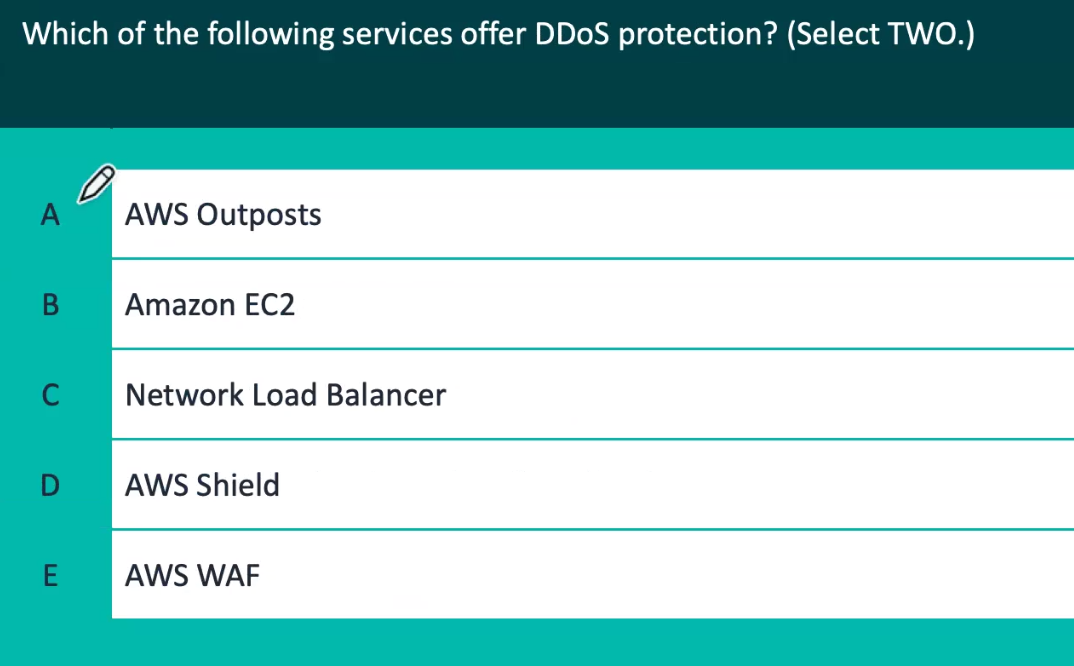 Which of the following services offer DDoS protection? (Select TWO.)
A AWS Outposts
B Amazon EC2
C Network Load Balancer
D AWS Shield
E AWS WAF